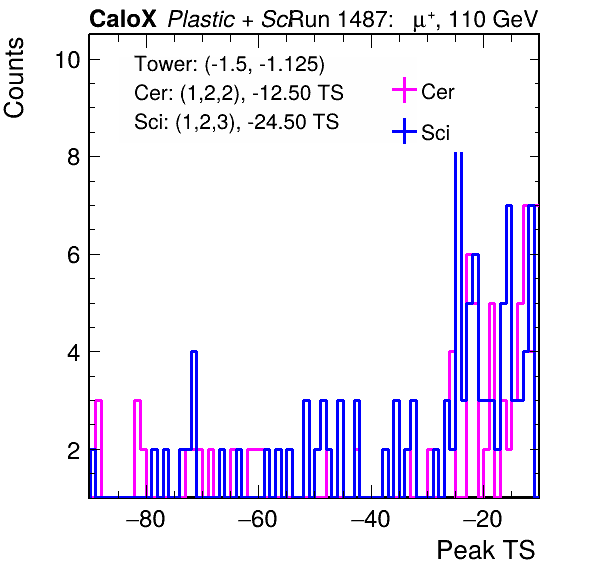 CaloX Plastic + Sci Run 1487: μ⁺, 110 GeV
Tower: (-1.5, -1.125)
Cer: (1,2,2), -12.50 TS
Sci: (1,2,3), -24.50 TS
Cer
Sci
Counts
10
8
6
4
2
−80 −60 −40 −20
Peak TS